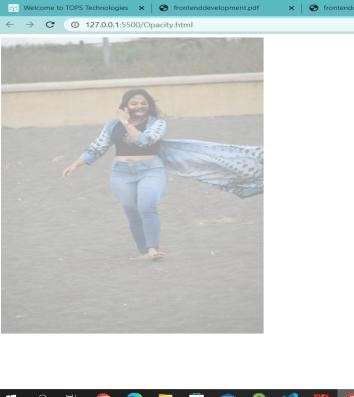 Welcome to TOPS Technologies
frontenddevelopment.pdf
frontend
127.0.0.1:5500/Opacity.html